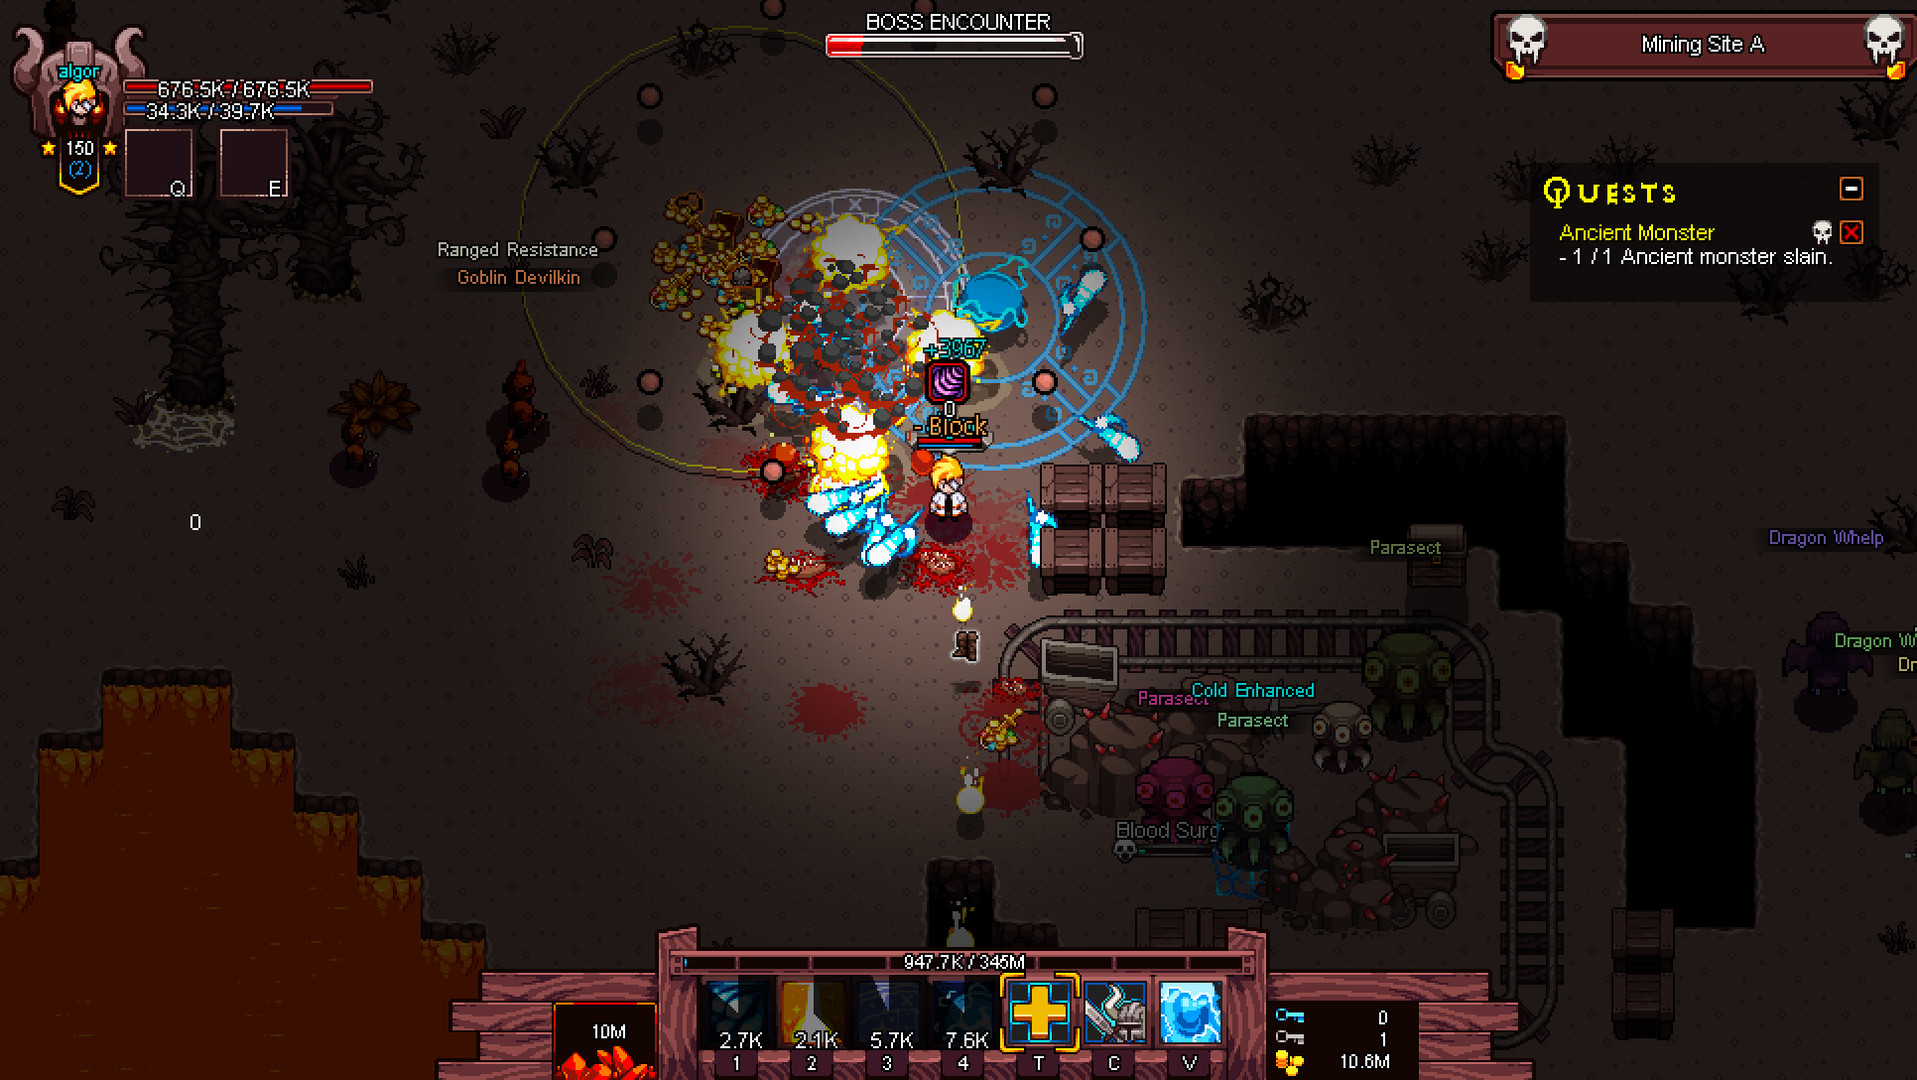 BOSS ENCOUNTER
Mining Site A
algor
676.5K / 676.5K
34.3K / 39.7K
150
(2)
Q
E
QUESTS
Ancient Monster
- 1 / 1 Ancient monster slain.
Ranged Resistance
Goblin Devilkin
+3967
0
- Block
0
Parasect
Dragon Whelp
Dragon W
Dr
Parasect
Cold Enhanced
Parasect
Blood Surg
947.7K / 345M
10M
2.7K
2.1K
5.7K
7.6K
1
2
3
4
T
C
V
0
1
10.6M